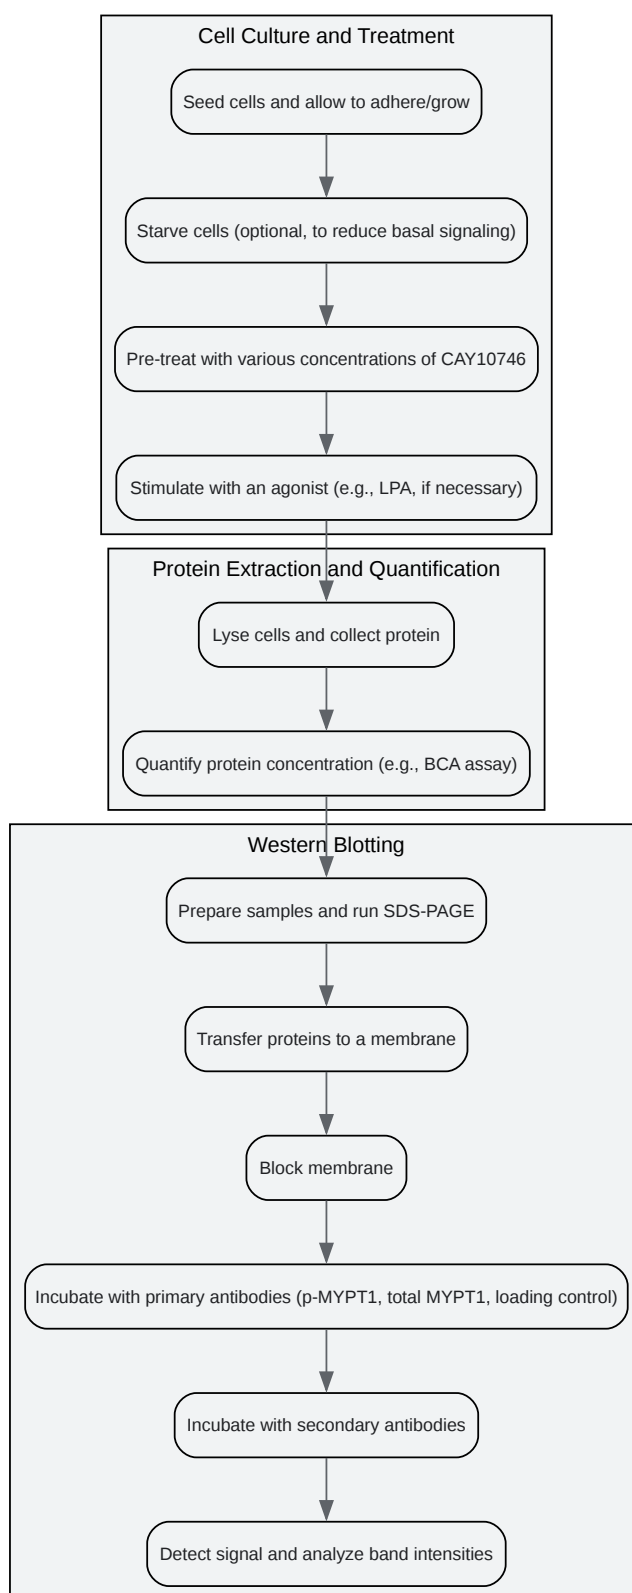 Cell Culture and Treatment
Seed cells and allow to adhere/grow
Starve cells (optional, to reduce basal signaling)
Pre-treat with various concentrations of CAY10746
Stimulate with an agonist (e.g., LPA, if necessary)
Protein Extraction and Quantification
Lyse cells and collect protein
Quantify protein concentration (e.g., BCA assay)
Western Blotting
Prepare samples and run SDS-PAGE
Transfer proteins to a membrane
Block membrane
Incubate with primary antibodies (p-MYPT1, total MYPT1, loading control)
Incubate with secondary antibodies
Detect signal and analyze band intensities